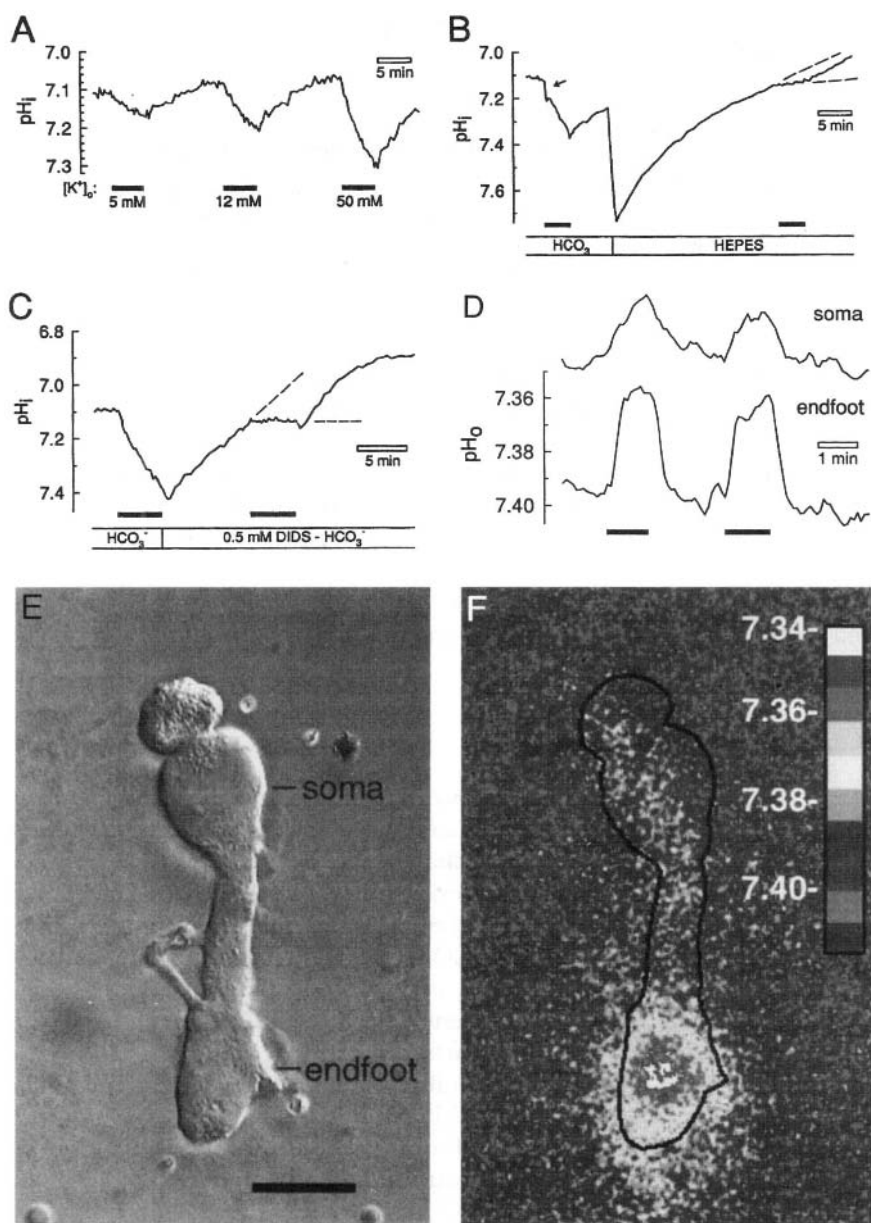 A
7.0
7.1
7.2
7.3
pHi
5 min
[K+]o:
5 mM
12 mM
50 mM
B
7.0
7.2
7.4
7.6
pHi
5 min
HCO3
HEPES
C
6.8
7.0
7.2
7.4
pHi
5 min
HCO3-
0.5 mM DIDS - HCO3-
D
soma
endfoot
7.36
7.38
7.40
pHo
1 min
E
soma
endfoot
F
7.34-
7.36-
7.38-
7.40-